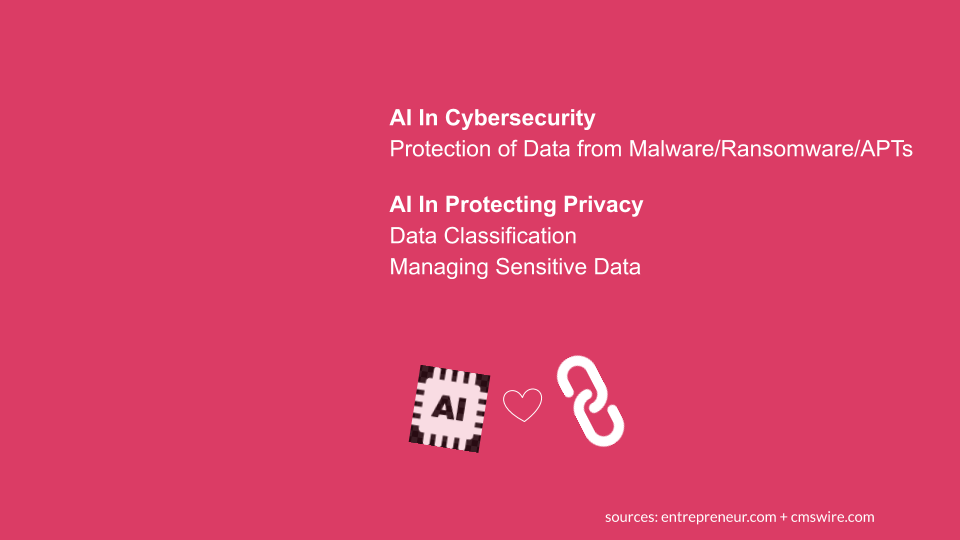 AI In Cybersecurity
Protection of Data from Malware/Ransomware/APTs
AI In Protecting Privacy
Data Classification
Managing Sensitive Data
AI
sources: entrepreneur.com + cmswire.com